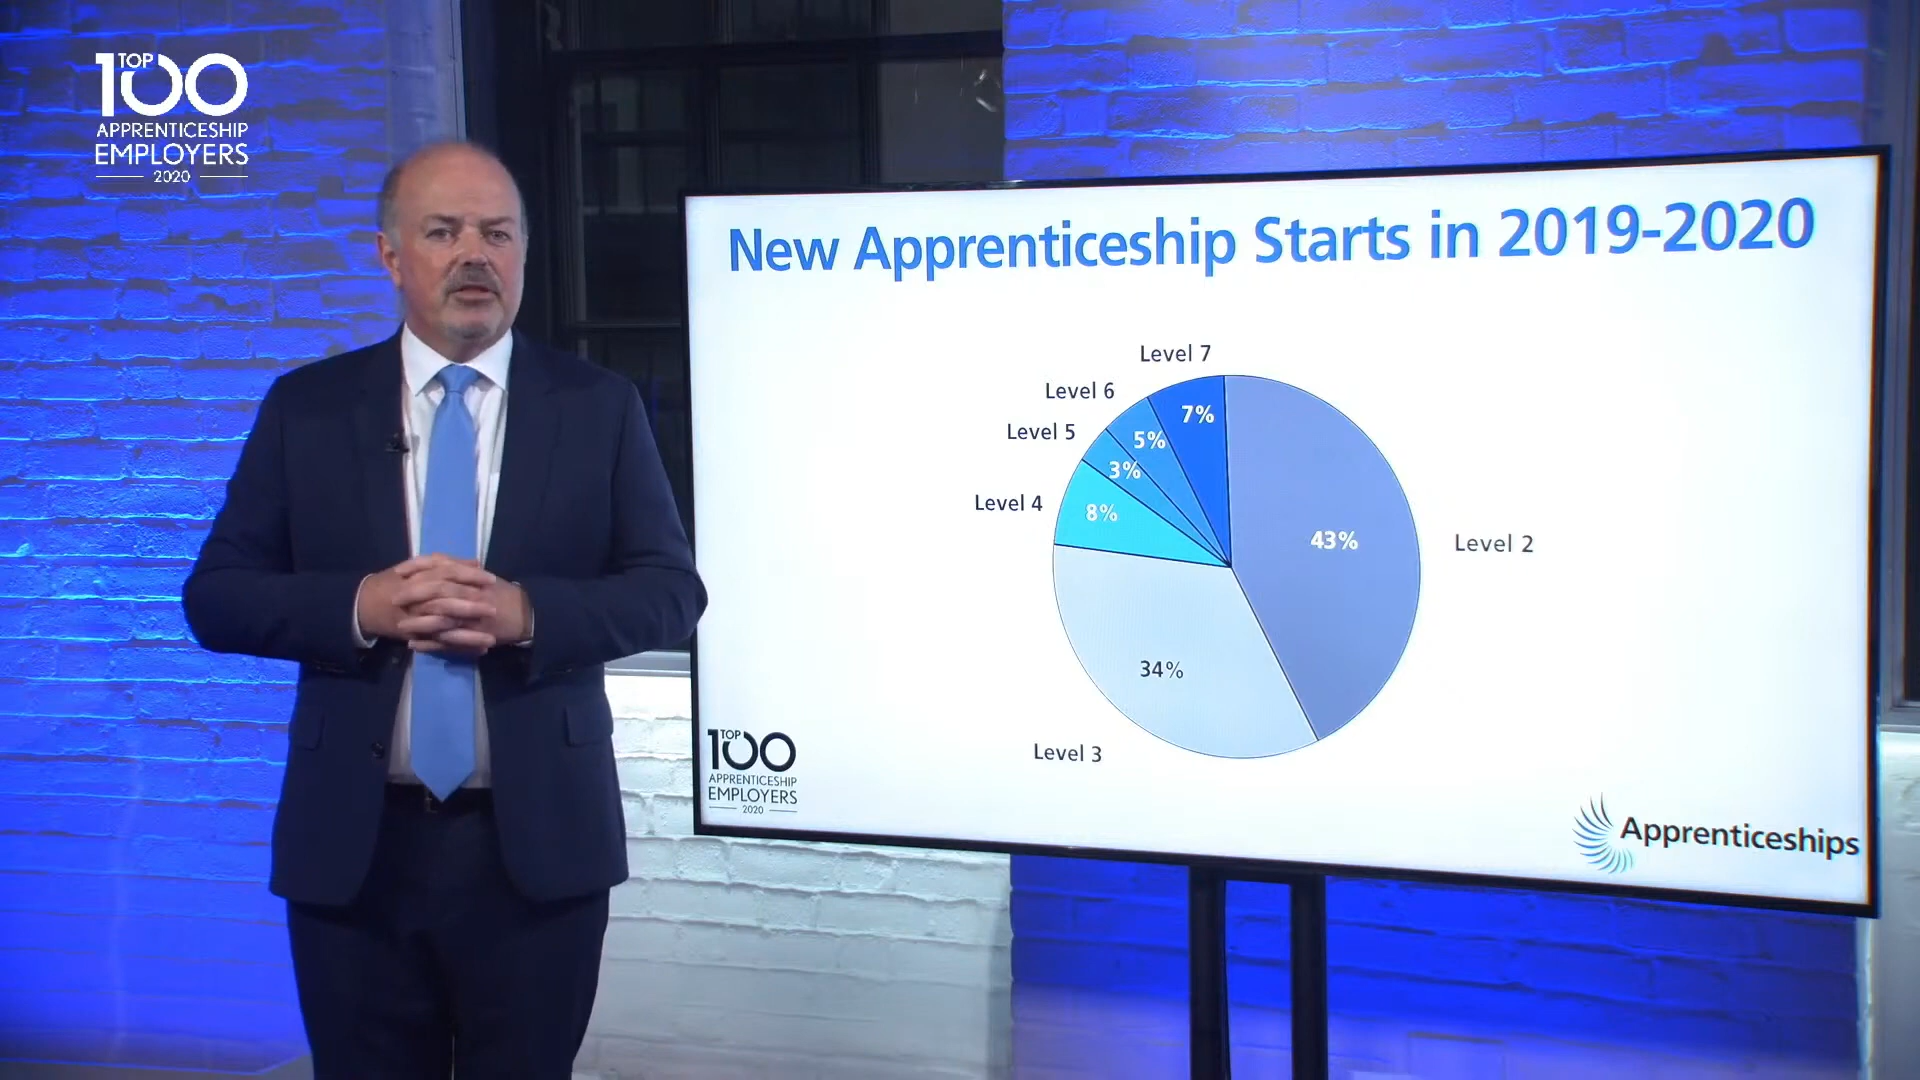 TOP
100
APPRENTICESHIP
EMPLOYERS
2020
New Apprenticeship Starts in 2019-2020
Level 7
Level 6
Level 5
Level 4
Level 3
Level 2
7%
5%
3%
8%
34%
43%
TOP
100
APPRENTICESHIP
EMPLOYERS
2020
Apprenticeships